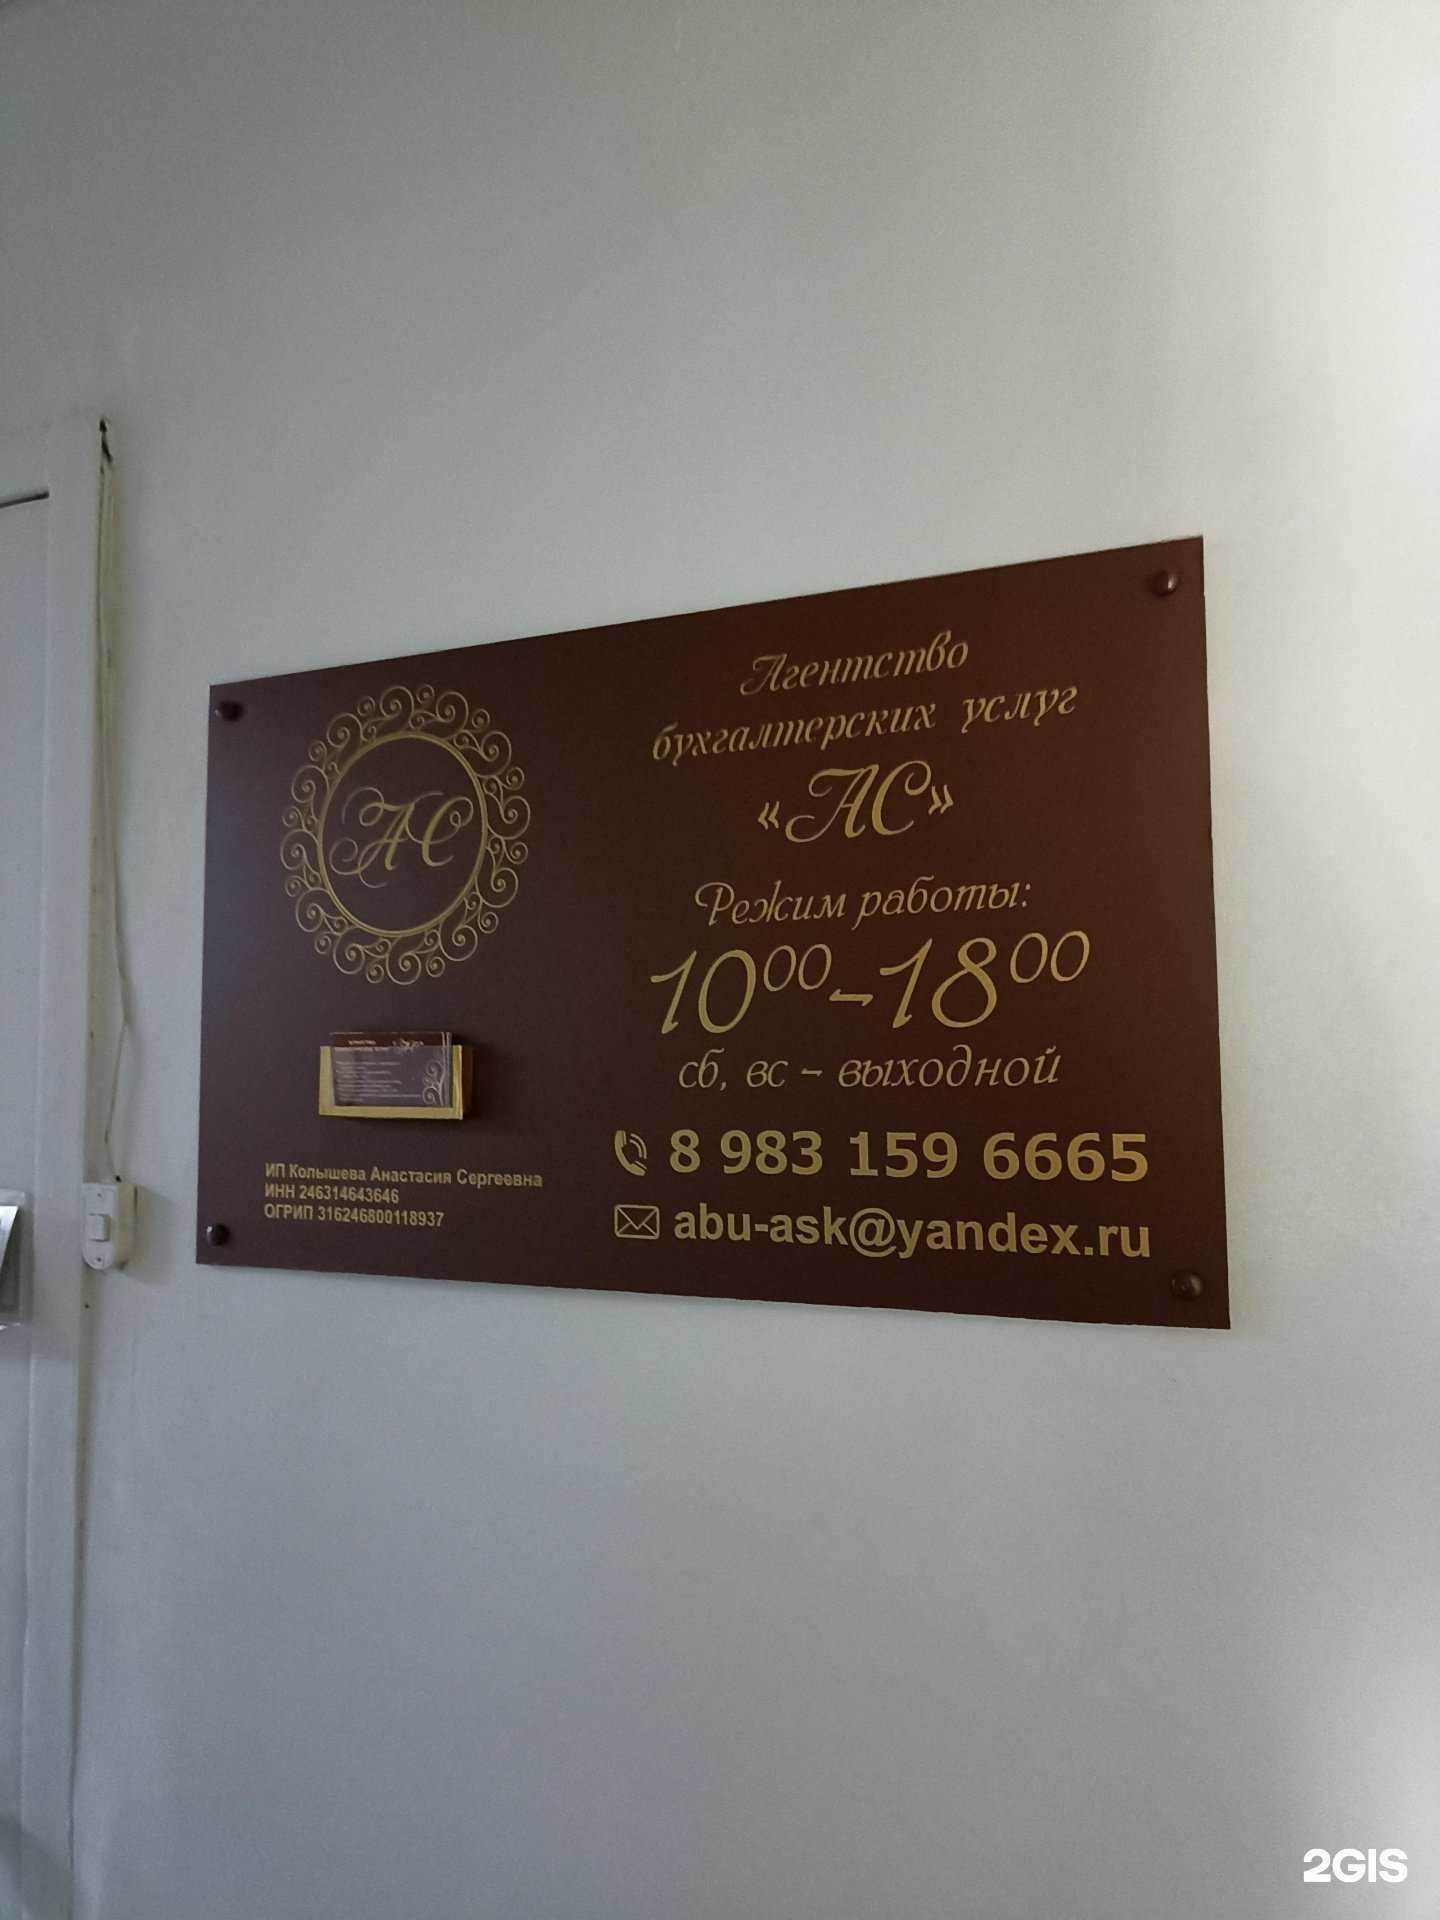 АС
ИП Колышева Анастасия Сергеевна
ИНН 246314643646
ОГРИП 316246800118937
Агентство
бухгалтерских услуг
«АС»
Режим работы:
10⁰⁰-18⁰⁰
сб, вс - выходной
8 983 159 6665
abu-ask@yandex.ru
2GIS